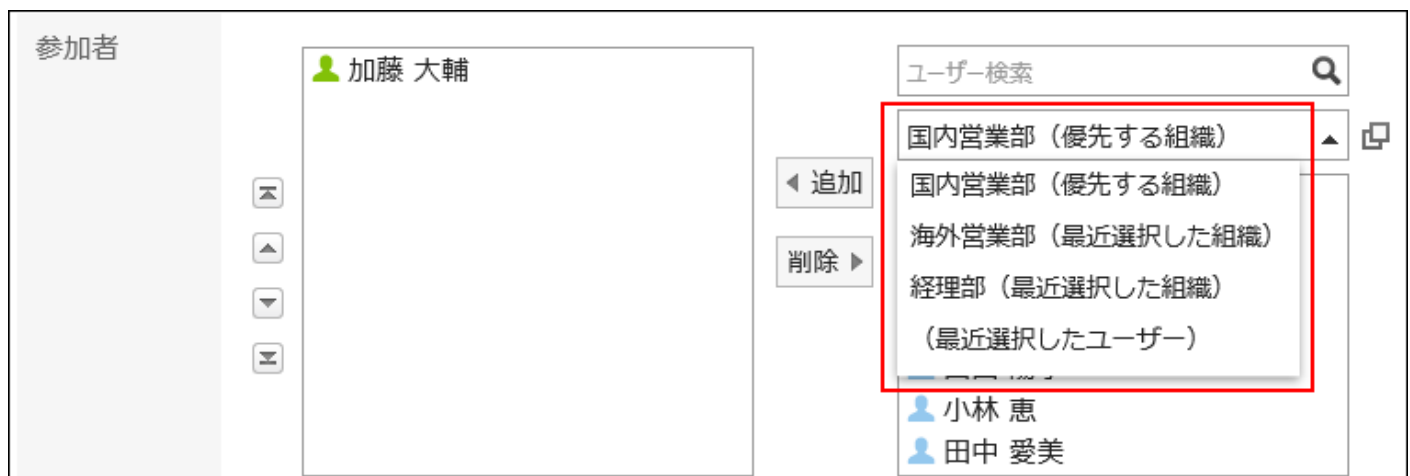 参加者
加藤 大輔
追加
削除
ユーザー検索
国内営業部（優先する組織）
国内営業部（優先する組織）
海外営業部（最近選択した組織）
経理部（最近選択した組織）
（最近選択したユーザー）
小林 恵
田中 愛美